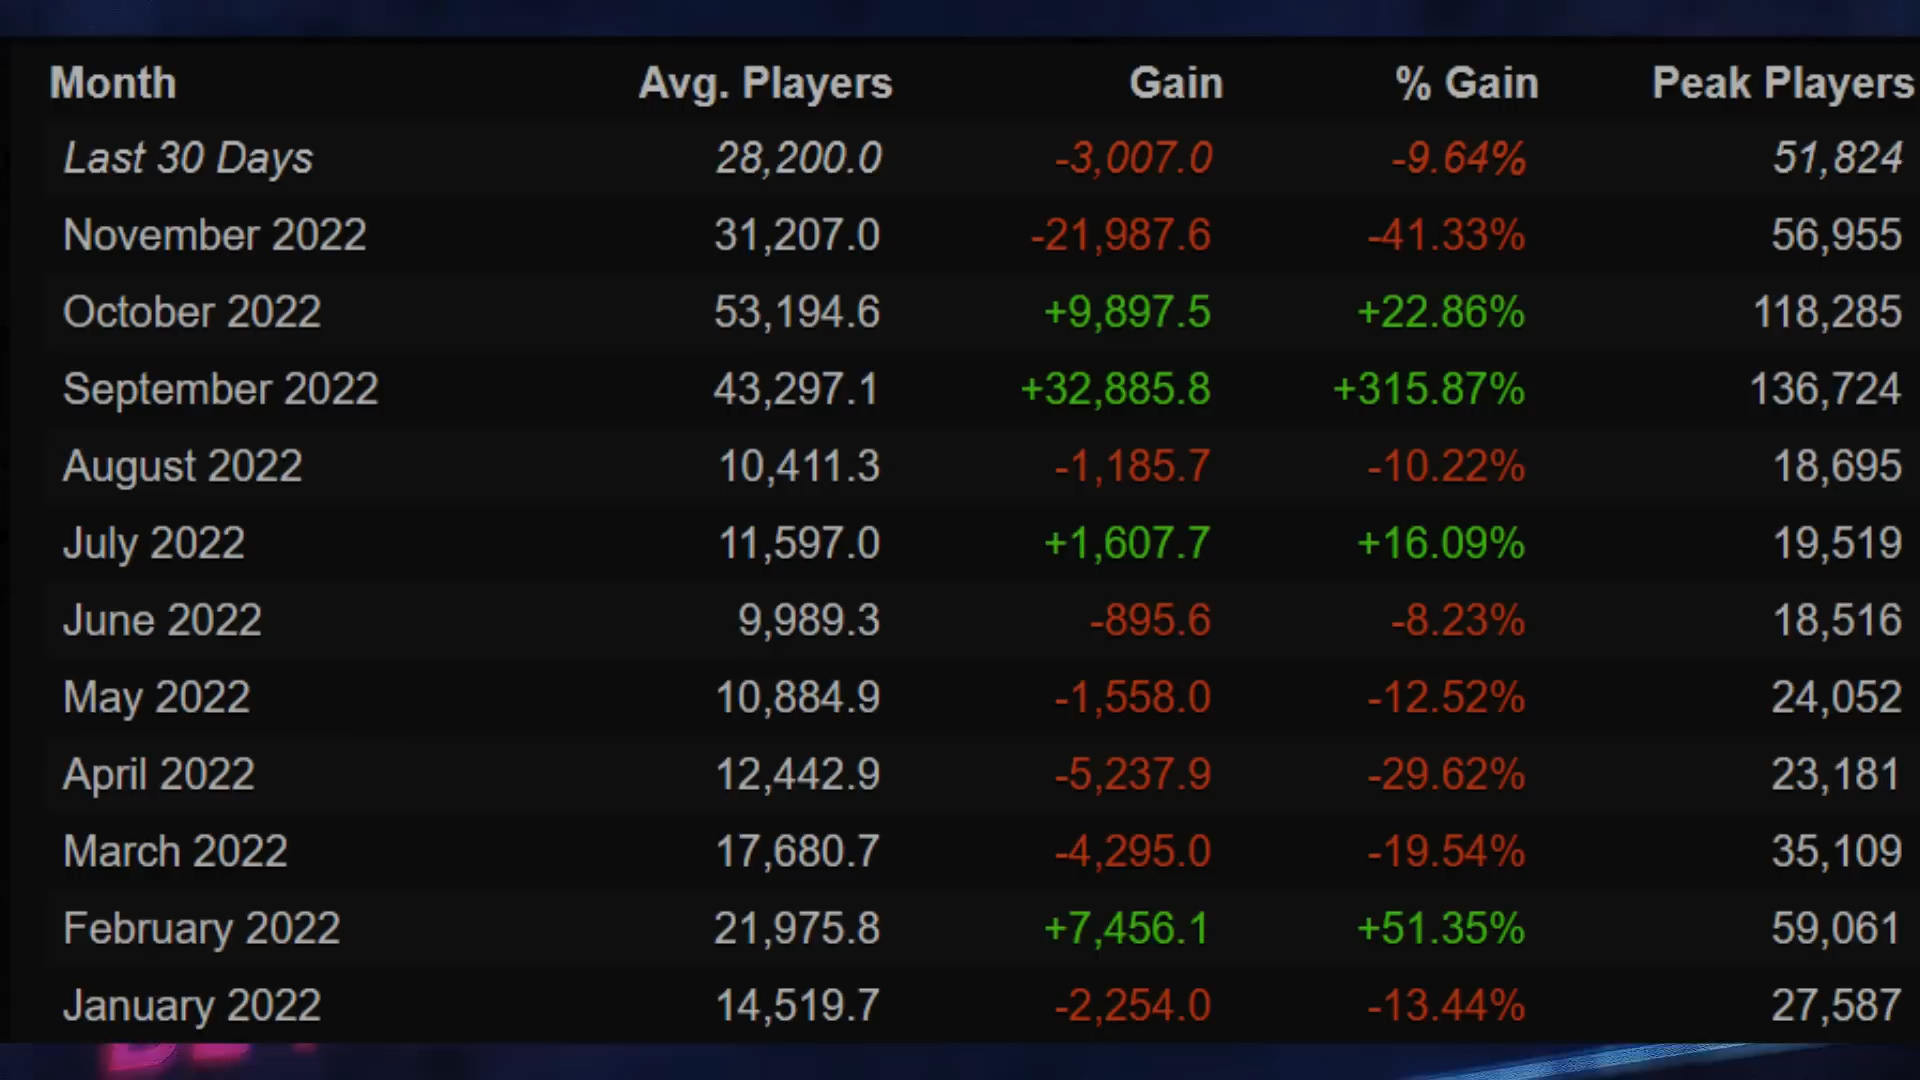 Month Avg. Players Gain % Gain Peak Players
Last 30 Days 28,200.0 -3,007.0 -9.64% 51,824
November 2022 31,207.0 -21,987.6 -41.33% 56,955
October 2022 53,194.6 +9,897.5 +22.86% 118,285
September 2022 43,297.1 +32,885.8 +315.87% 136,724
August 2022 10,411.3 -1,185.7 -10.22% 18,695
July 2022 11,597.0 +1,607.7 +16.09% 19,519
June 2022 9,989.3 -895.6 -8.23% 18,516
May 2022 10,884.9 -1,558.0 -12.52% 24,052
April 2022 12,442.9 -5,237.9 -29.62% 23,181
March 2022 17,680.7 -4,295.0 -19.54% 35,109
February 2022 21,975.8 +7,456.1 +51.35% 59,061
January 2022 14,519.7 -2,254.0 -13.44% 27,587